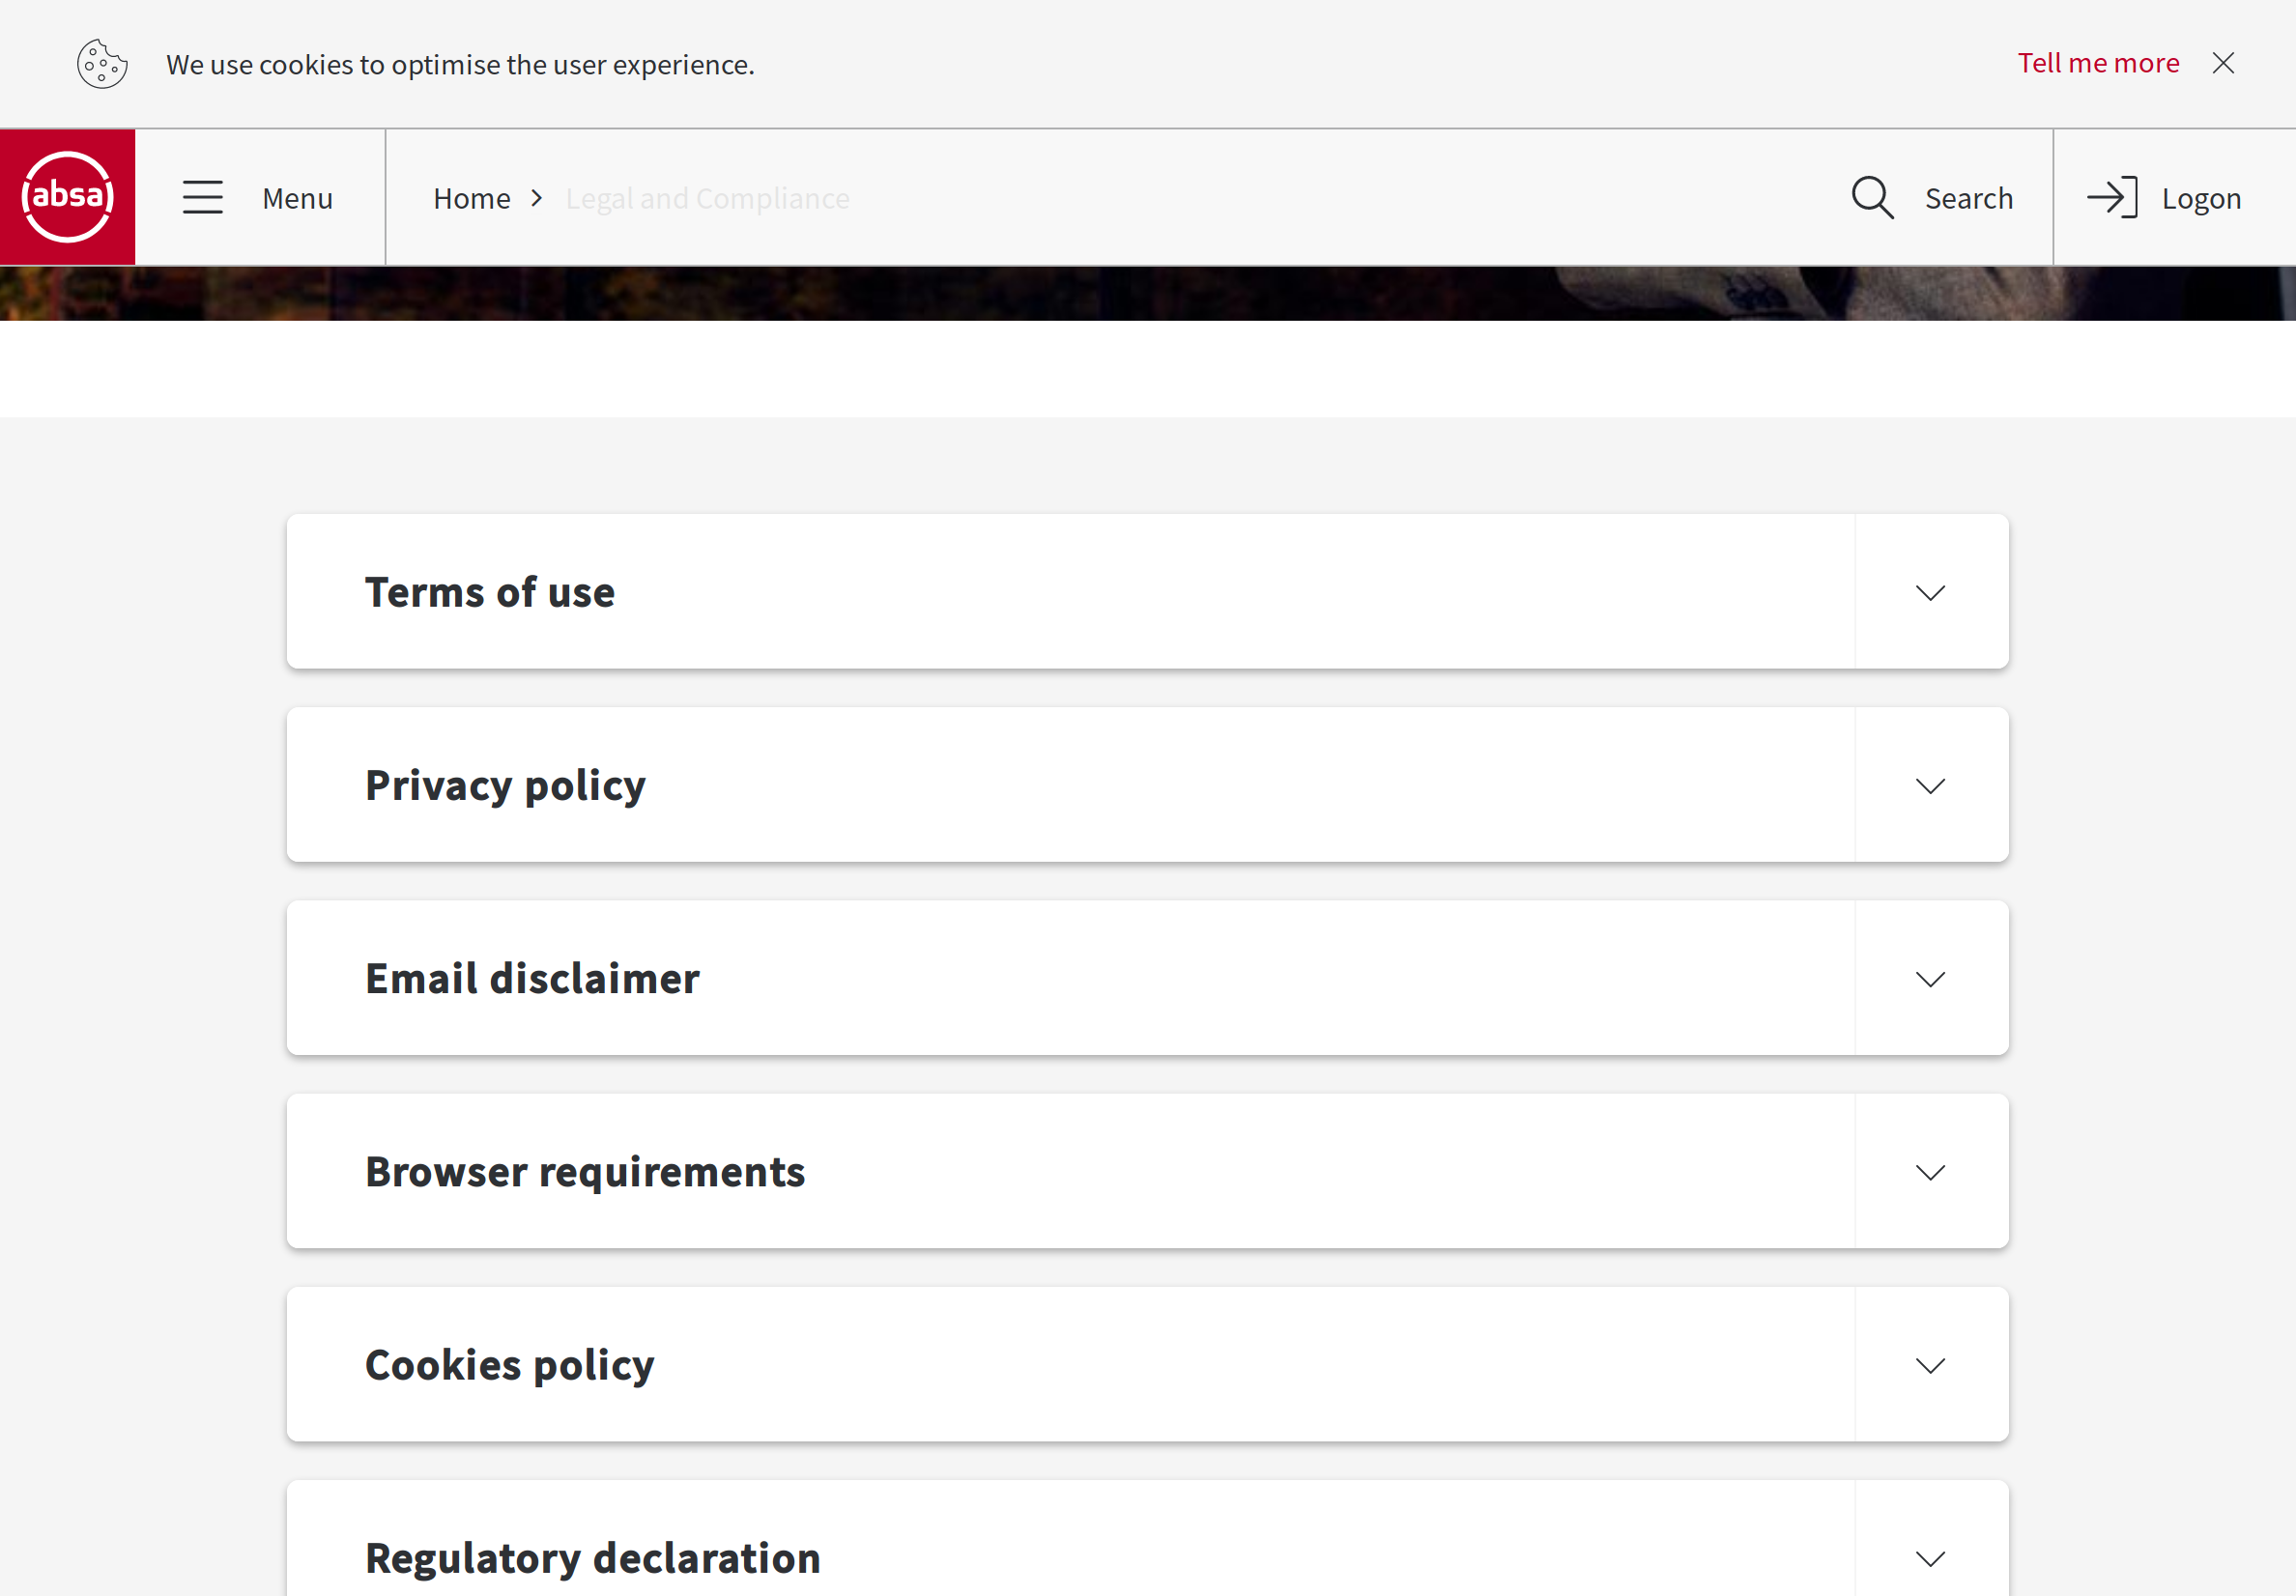 We use cookies to optimise the user experience.
Tell me more
absa
Menu
Home
Legal and Compliance
Search
Logon
Terms of use
Privacy policy
Email disclaimer
Browser requirements
Cookies policy
Regulatory declaration